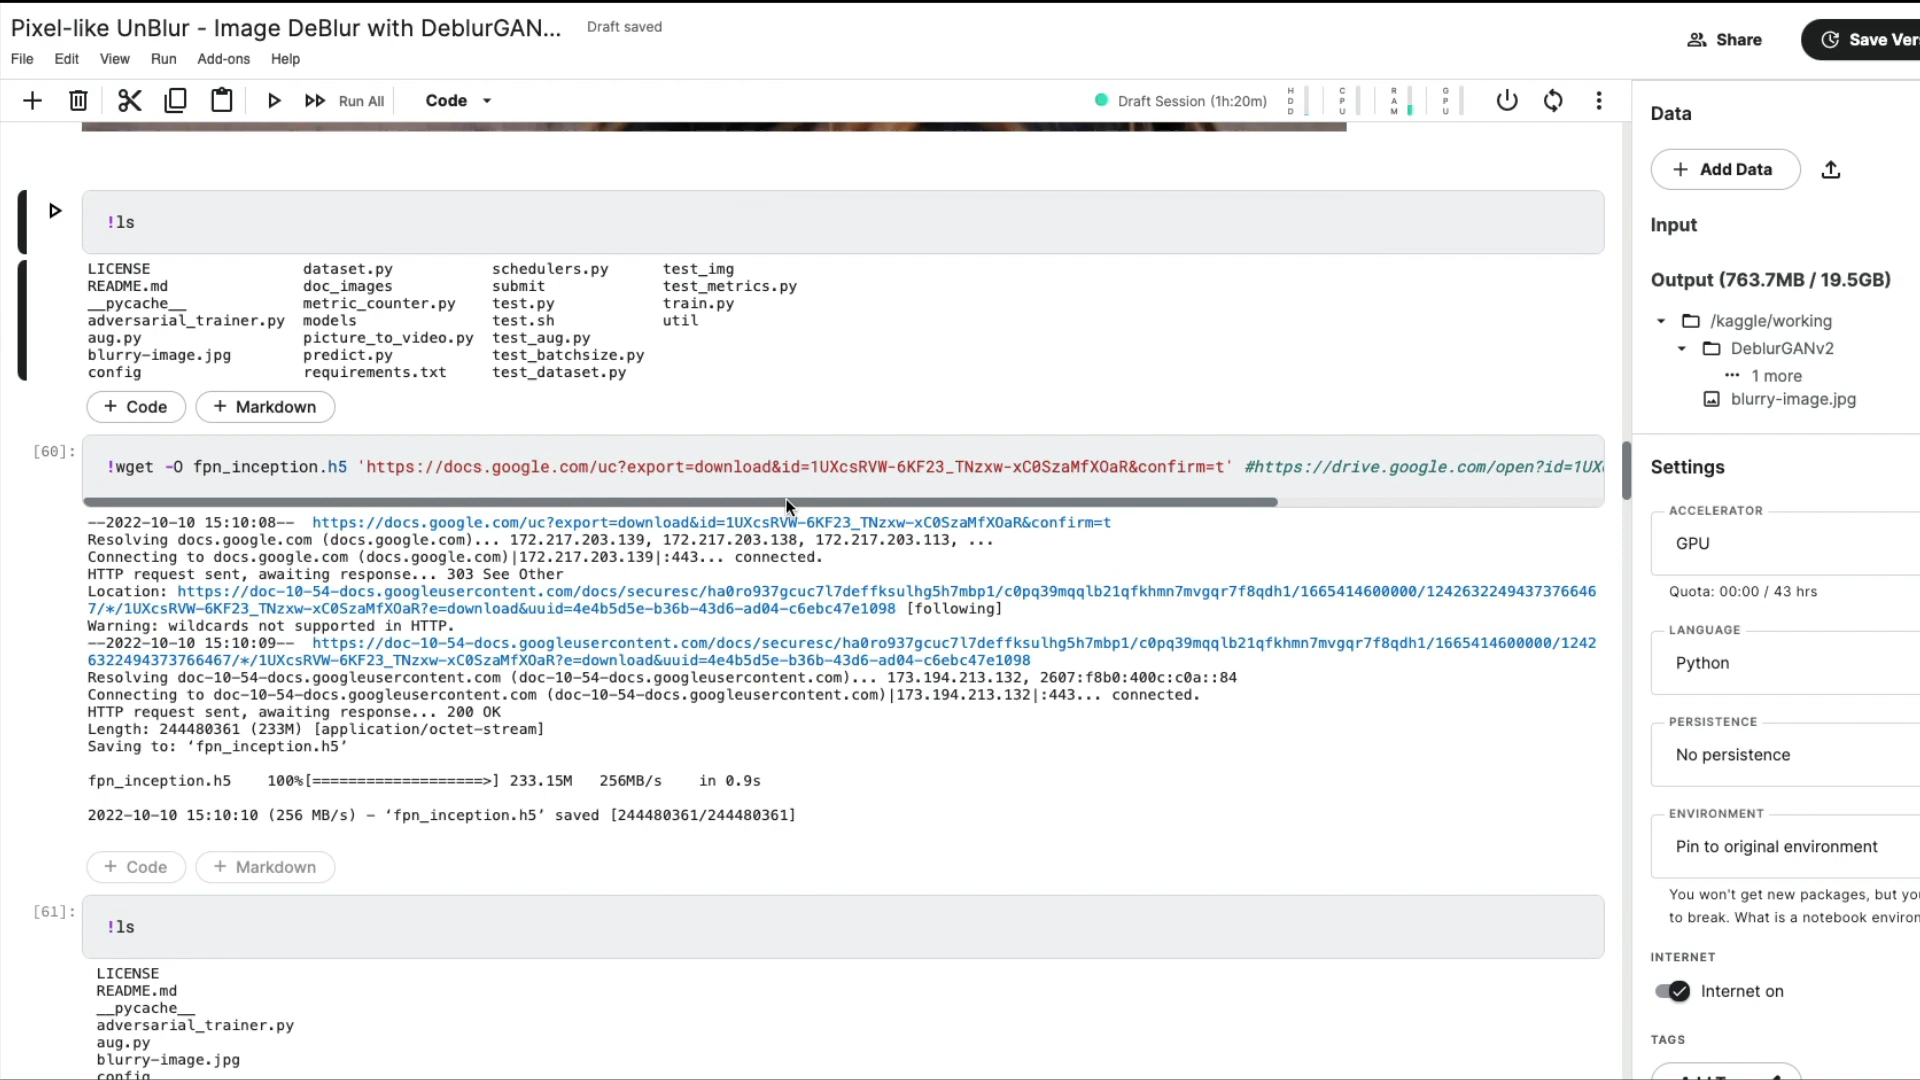 Pixel-like UnBlur - Image DeBlur with DeblurGAN... Draft saved
File Edit View Run Add-ons Help
Share
Save Ver
Run All Code
Draft Session (1h:20m) HDD CPU RAM GPU
!ls
LICENSE dataset.py schedulers.py test_img
README.md doc_images submit test_metrics.py
__pycache__ metric_counter.py test.py train.py
adversarial_trainer.py models test.sh util
aug.py picture_to_video.py test_aug.py
blurry-image.jpg predict.py test_batchsize.py
config requirements.txt test_dataset.py
+ Code + Markdown
[60]:
!wget -O fpn_inception.h5 'https://docs.google.com/uc?export=download&id=1UXcsRVW-6KF23_TNzxw-xC0SzaMfXOaR&confirm=t' #https://drive.google.com/open?id=1UX
--2022-10-10 15:10:08-- https://docs.google.com/uc?export=download&id=1UXcsRVW-6KF23_TNzxw-xC0SzaMfXOaR&confirm=t
Resolving docs.google.com (docs.google.com)... 172.217.203.139, 172.217.203.138, 172.217.203.113, ...
Connecting to docs.google.com (docs.google.com)|172.217.203.139|:443... connected.
HTTP request sent, awaiting response... 303 See Other
Location: https://doc-10-54-docs.googleusercontent.com/docs/securesc/ha0ro937gcuc7l7deffksulhg5h7mbp1/c0pq39mqqlb21qfkhmn7mvgqr7f8qdh1/1665414600000/1242632249437376646
7/*/1UXcsRVW-6KF23_TNzxw-xC0SzaMfXOaR?e=download&uuid=4e4b5d5e-b36b-43d6-ad04-c6ebc47e1098 [following]
Warning: wildcards not supported in HTTP.
--2022-10-10 15:10:09-- https://doc-10-54-docs.googleusercontent.com/docs/securesc/ha0ro937gcuc7l7deffksulhg5h7mbp1/c0pq39mqqlb21qfkhmn7mvgqr7f8qdh1/1665414600000/1242
6322494373766467/*/1UXcsRVW-6KF23_TNzxw-xC0SzaMfXOaR?e=download&uuid=4e4b5d5e-b36b-43d6-ad04-c6ebc47e1098
Resolving doc-10-54-docs.googleusercontent.com (doc-10-54-docs.googleusercontent.com)... 173.194.213.132, 2607:f8b0:400c:c0a::84
Connecting to doc-10-54-docs.googleusercontent.com (doc-10-54-docs.googleusercontent.com)|173.194.213.132|:443... connected.
HTTP request sent, awaiting response... 200 OK
Length: 244480361 (233M) [application/octet-stream]
Saving to: ‘fpn_inception.h5’
fpn_inception.h5 100%[===================>] 233.15M 256MB/s in 0.9s
2022-10-10 15:10:10 (256 MB/s) - ‘fpn_inception.h5’ saved [244480361/244480361]
+ Code + Markdown
[61]:
!ls
LICENSE
README.md
__pycache__
adversarial_trainer.py
aug.py
blurry-image.jpg
config
Data
+ Add Data
Input
Output (763.7MB / 19.5GB)
/kaggle/working
DeblurGANv2
... 1 more
blurry-image.jpg
Settings
ACCELERATOR
GPU
Quota: 00:00 / 43 hrs
LANGUAGE
Python
PERSISTENCE
No persistence
ENVIRONMENT
Pin to original environment
You won't get new packages, but yo
to break. What is a notebook environ
INTERNET
Internet on
TAGS